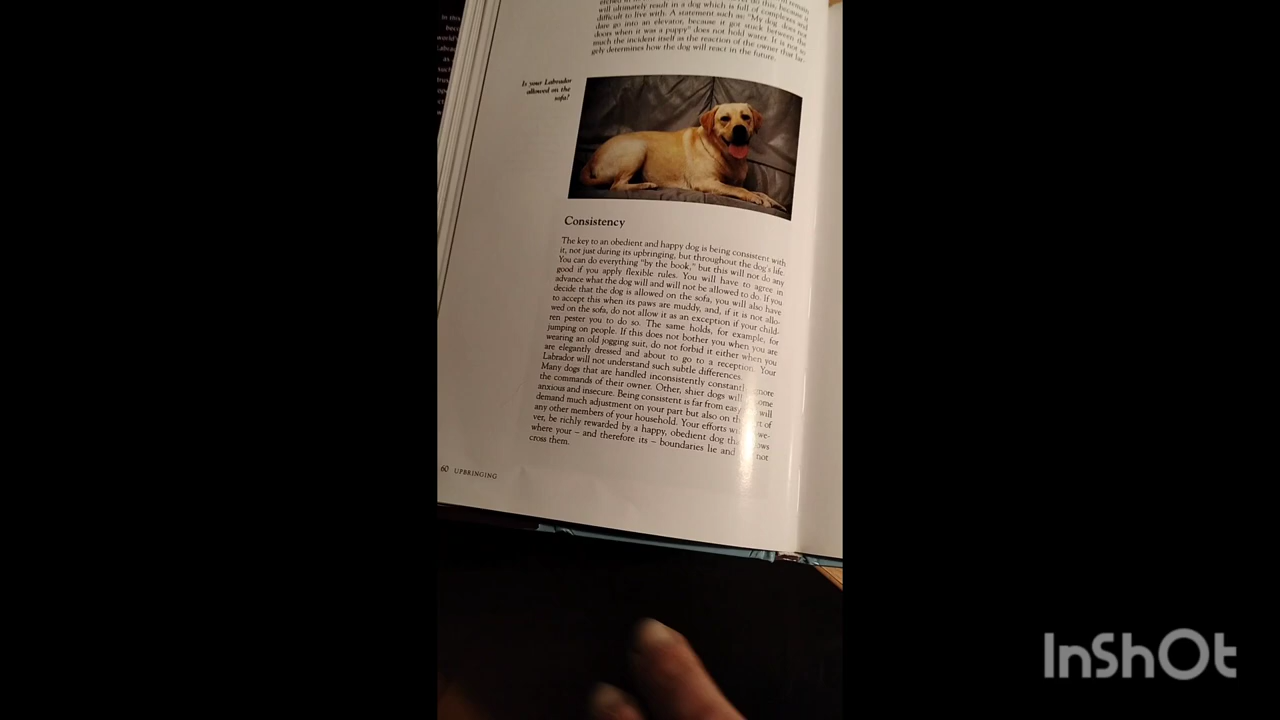 will ultimately result in a dog which is full of complexes and
difficult to live with. A statement such as: "My dog does not
dare go into an elevator, because it got stuck between the
doors when it was a puppy" does not hold water. It is not so
much the incident itself as the reaction of the owner that lar-
gely determines how the dog will react in the future.
Is your Labrador
allowed on the
sofa?
Consistency
The key to an obedient and happy dog is being consistent with
it, not just during its upbringing, but throughout the dog's life.
You can do everything "by the book," but this will not do any
good if you apply flexible rules. You will have to agree in
advance what the dog will and will not be allowed to do. If you
decide that the dog is allowed on the sofa, you will also have
to accept this when its paws are muddy, and, if it is not allo-
wed on the sofa, do not allow it as an exception if your child-
ren pester you to do so. The same holds, for example, for
jumping on people. If this does not bother you when you are
wearing an old jogging suit, do not forbid it either when you
are elegantly dressed and about to go to a reception. Your
Labrador will not understand such subtle differences.
Many dogs that are handled inconsistently
the commands of their owner. Other, shier dogs
anxious and insecure. Being consistent is far from will
demand much adjustment on your part but also on of
any other members of your household. Your efforts
ver, be richly rewarded by a happy, obedient dog
where your – and therefore its – boundaries lie and not
cross them.
60 UPBRINGING
InShOt